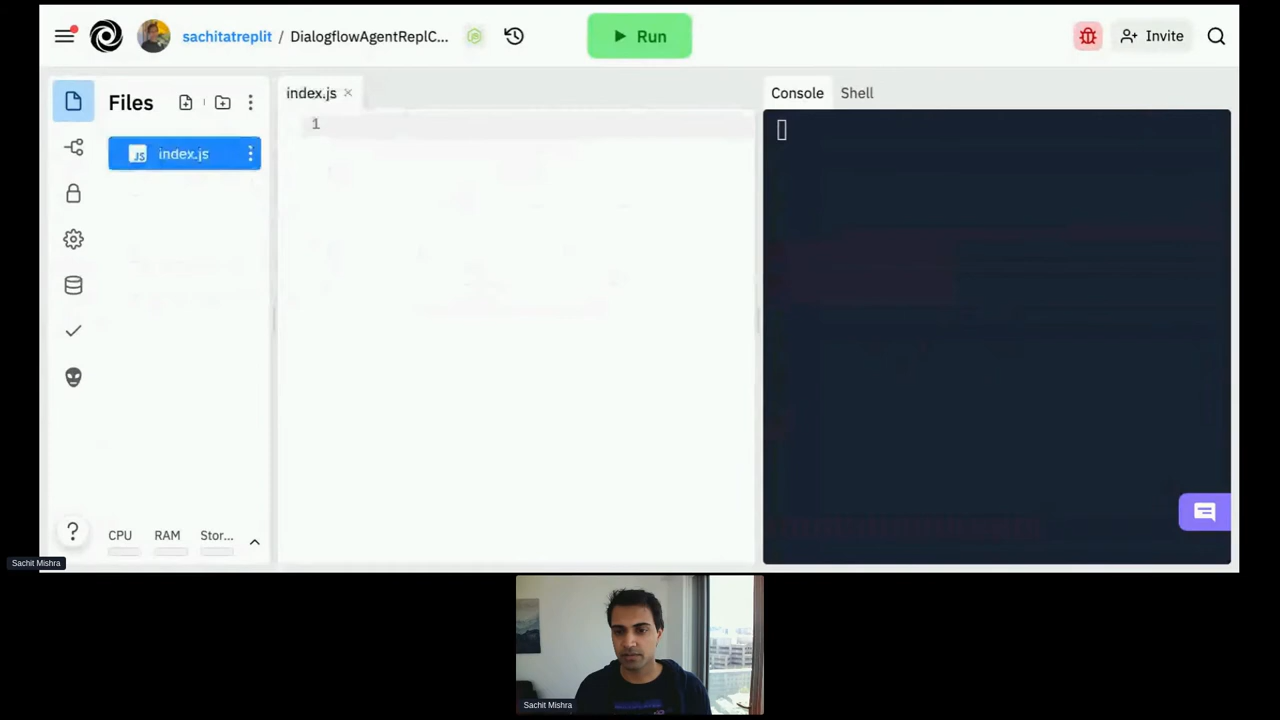 sachitatreplit / DialogflowAgentReplC...
Run
Invite
Files
index.js
index.js
1
Console
Shell
CPU
RAM
Stor...
?
Sachit Mishra
Sachit Mishra